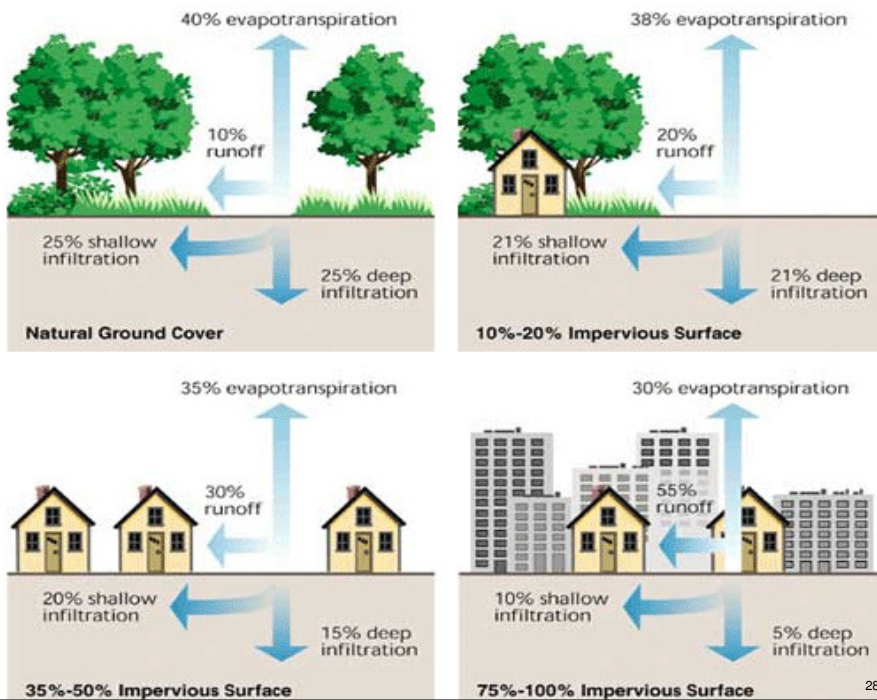 40% evapotranspiration
10%
runoff
25% shallow
infiltration
25% deep
infiltration
Natural Ground Cover
38% evapotranspiration
20%
runoff
21% shallow
infiltration
21% deep
infiltration
10%-20% Impervious Surface
35% evapotranspiration
30%
runoff
20% shallow
infiltration
15% deep
infiltration
35%-50% Impervious Surface
30% evapotranspiration
55%
runoff
10% shallow
infiltration
5% deep
infiltration
75%-100% Impervious Surface
28